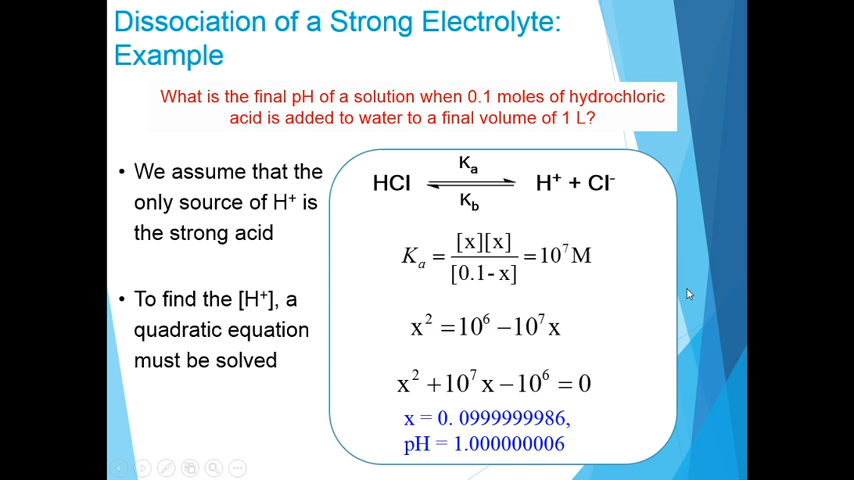 Dissociation of a Strong Electrolyte:
Example
What is the final pH of a solution when 0.1 moles of hydrochloric
acid is added to water to a final volume of 1 L?
• We assume that the
only source of H⁺ is
the strong acid
• To find the [H⁺], a
quadratic equation
must be solved
Kₐ
HCl ⇌ H⁺ + Cl⁻
K_b
Kₐ = [x][x] / [0.1-x] = 10⁷ M
x² = 10⁶ − 10⁷x
x² + 10⁷x − 10⁶ = 0
x = 0. 0999999986,
pH = 1.000000006